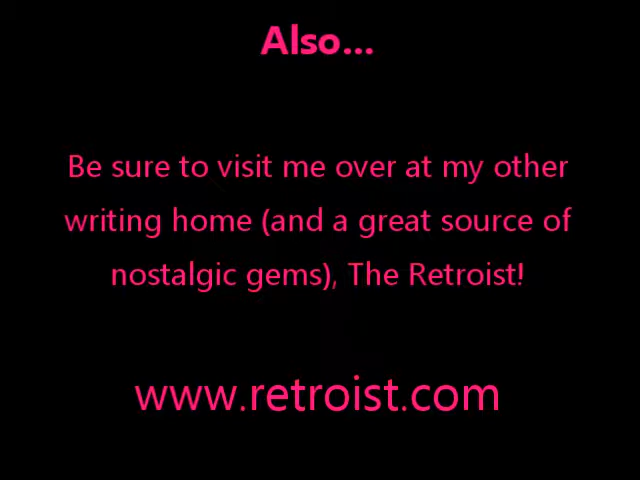 Also...
Be sure to visit me over at my other
writing home (and a great source of
nostalgic gems), The Retroist!
www.retroist.com